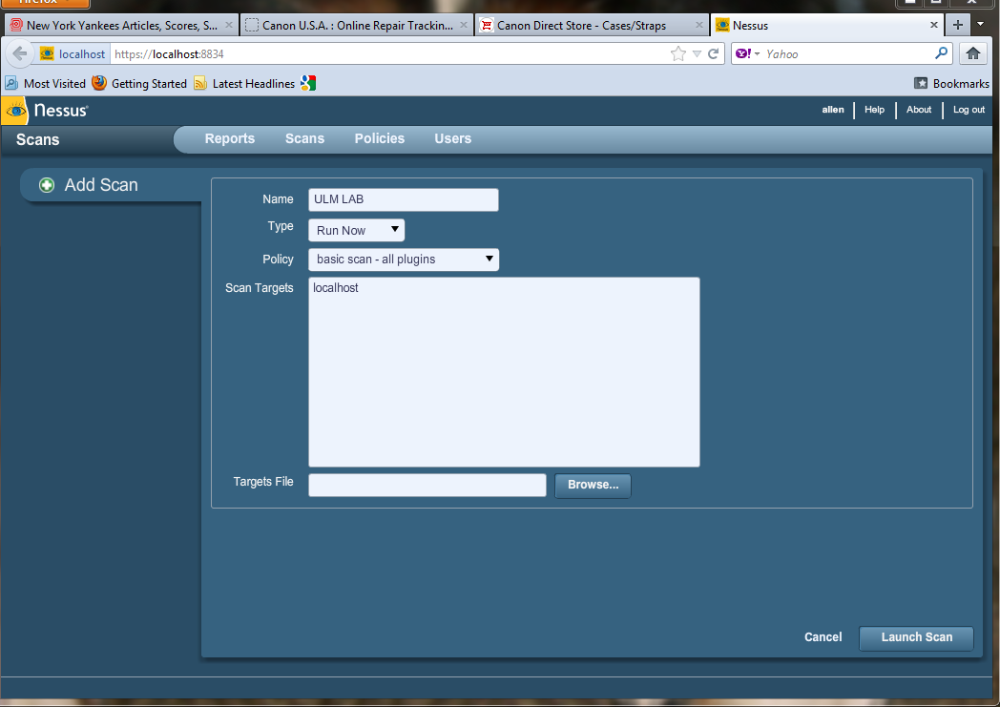 Firefox
New York Yankees Articles, Scores, S... × Canon U.S.A. : Online Repair Trackin... × Canon Direct Store - Cases/Straps × Nessus × +
localhost https://localhost:8834 Y! Yahoo
Most Visited Getting Started Latest Headlines Bookmarks
Nessus allen Help About Log out
Scans Reports Scans Policies Users
Add Scan
Name ULM LAB
Type Run Now
Policy basic scan - all plugins
Scan Targets localhost
Targets File Browse...
Cancel Launch Scan